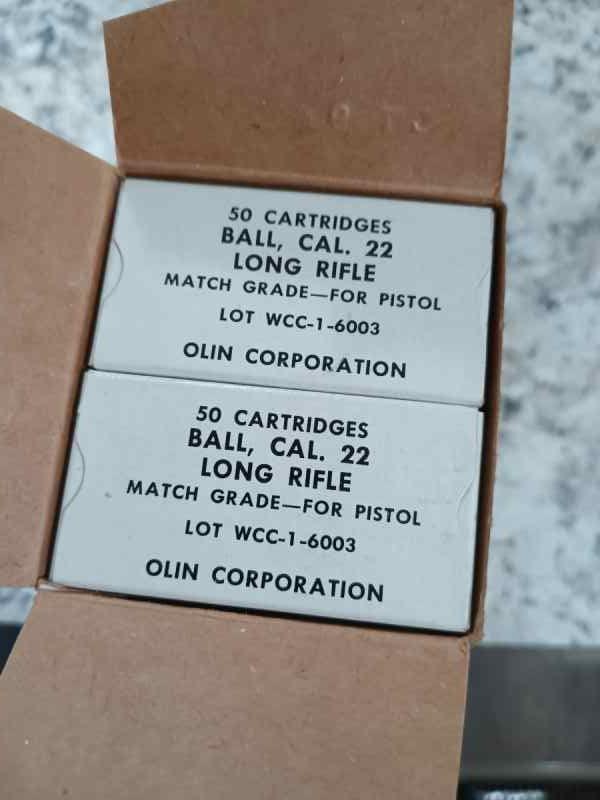 50 CARTRIDGES
BALL, CAL. 22
LONG RIFLE
MATCH GRADE—FOR PISTOL
LOT WCC-1-6003
OLIN CORPORATION
50 CARTRIDGES
BALL, CAL. 22
LONG RIFLE
MATCH GRADE—FOR PISTOL
LOT WCC-1-6003
OLIN CORPORATION